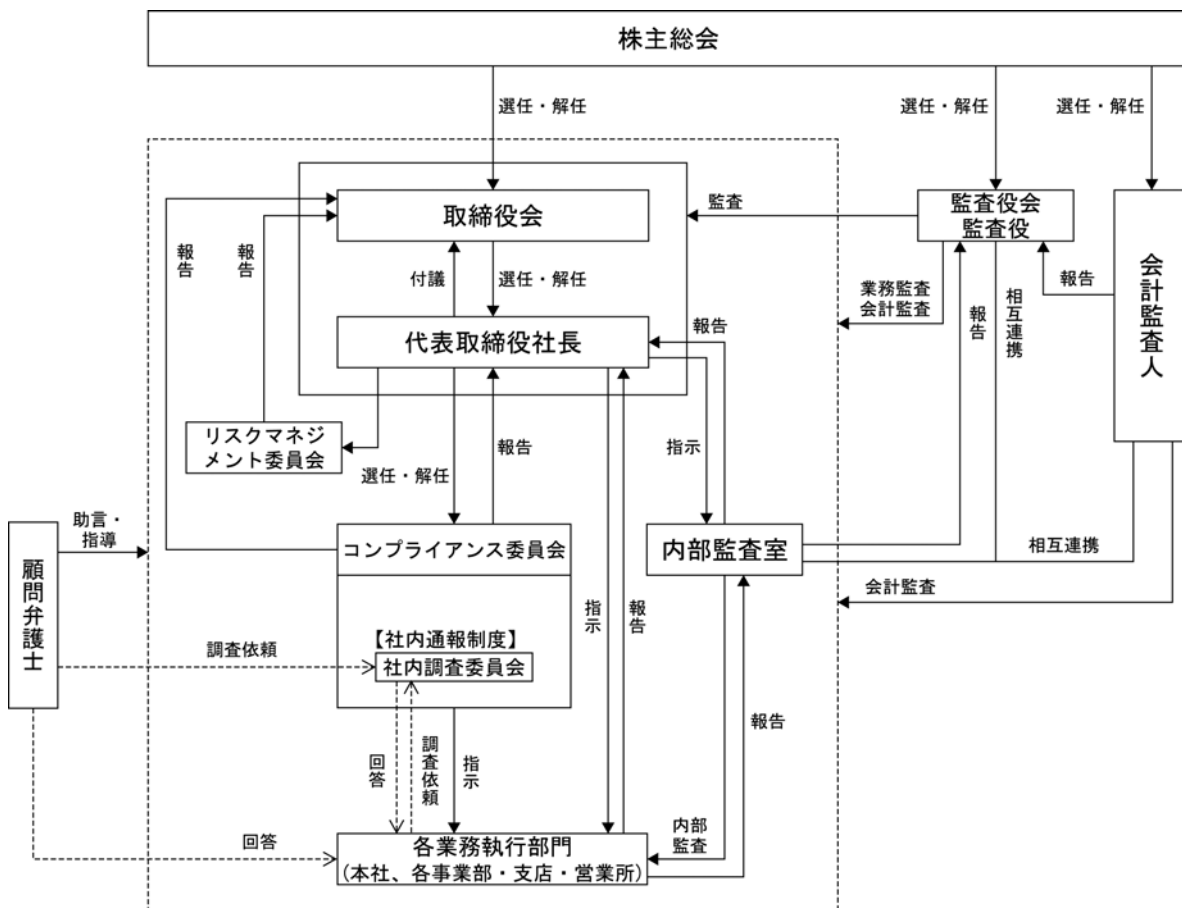 株主総会
選任・解任
選任・解任
選任・解任
取締役会
監査
監査役会
監査役
会計監査人
報告
報告
付議
選任・解任
業務監査
会計監査
報告
相互連携
報告
代表取締役社長
報告
リスクマネジ
メント委員会
選任・解任
報告
指示
顧問弁護士
助言・
指導
コンプライアンス委員会
内部監査室
相互連携
会計監査
指示
報告
【社内通報制度】
社内調査委員会
調査依頼
回答
調査依頼
指示
報告
回答
内部
監査
各業務執行部門
(本社、各事業部・支店・営業所)